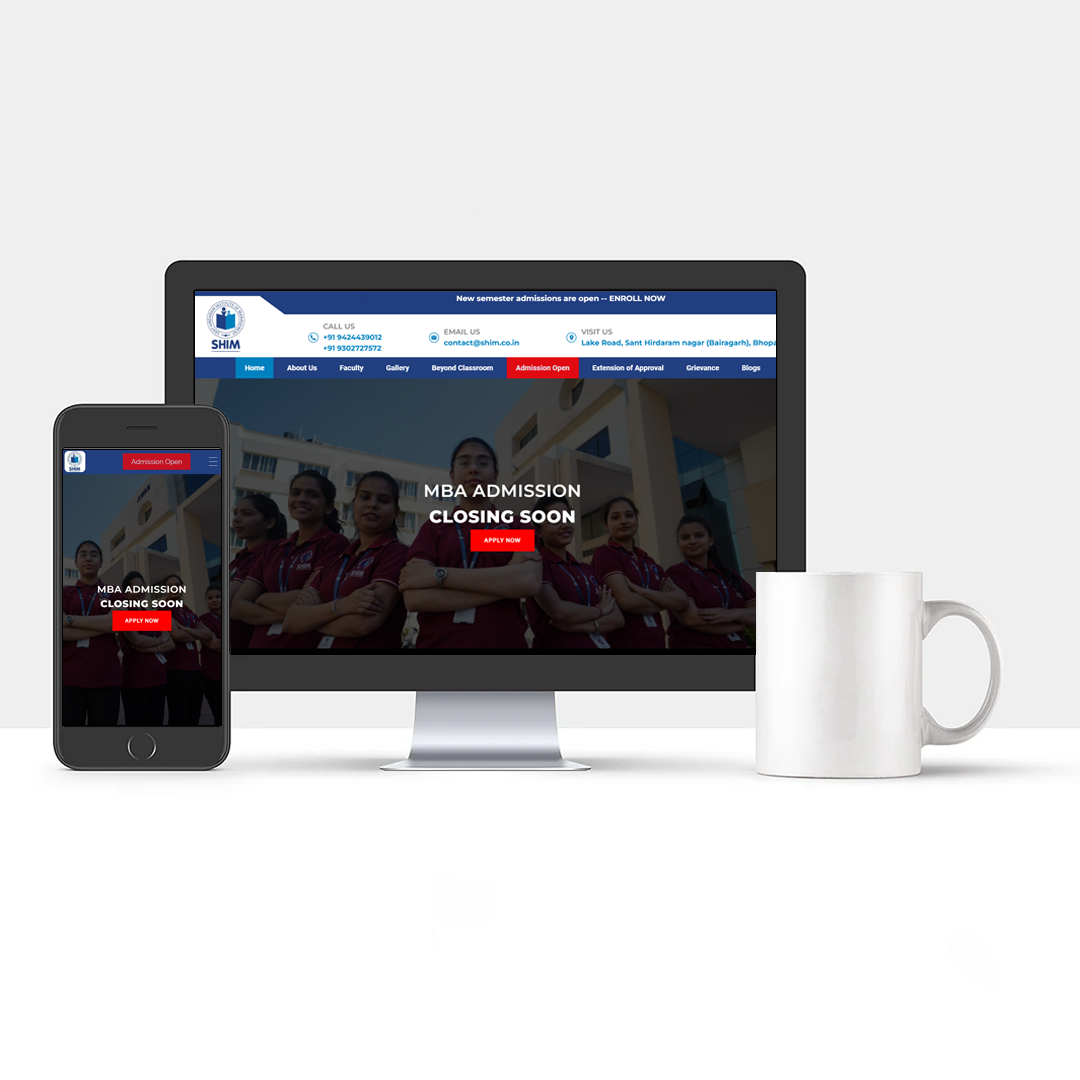 New semester admissions are open -- ENROLL NOW
SHIM
CALL US
+91 9424439012
+91 9302727572
EMAIL US
contact@shim.co.in
VISIT US
Lake Road, Sant Hirdaram nagar (Bairagarh), Bhopa
Home About Us Faculty Gallery Beyond Classroom Admission Open Extension of Approval Grievance Blogs
MBA ADMISSION
CLOSING SOON
APPLY NOW
SHIM
Admission Open
MBA ADMISSION
CLOSING SOON
APPLY NOW